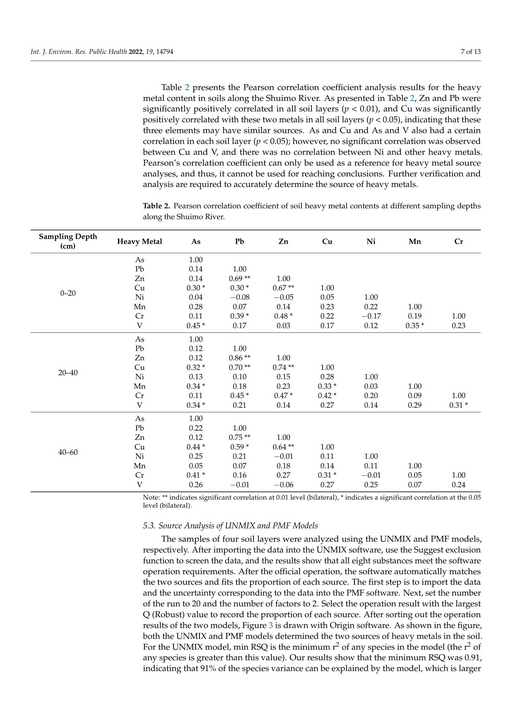 Int. J. Environ. Res. Public Health 2022, 19, 14794 7 of 13
Table 2 presents the Pearson correlation coefficient analysis results for the heavy
metal content in soils along the Shuimo River. As presented in Table 2, Zn and Pb were
significantly positively correlated in all soil layers (p < 0.01), and Cu was significantly
positively correlated with these two metals in all soil layers (p < 0.05), indicating that these
three elements may have similar sources. As and Cu and As and V also had a certain
correlation in each soil layer (p < 0.05); however, no significant correlation was observed
between Cu and V, and there was no correlation between Ni and other heavy metals.
Pearson's correlation coefficient can only be used as a reference for heavy metal source
analyses, and thus, it cannot be used for reaching conclusions. Further verification and
analysis are required to accurately determine the source of heavy metals.
Table 2. Pearson correlation coefficient of soil heavy metal contents at different sampling depths
along the Shuimo River.
Sampling Depth
(cm) Heavy Metal As Pb Zn Cu Ni Mn Cr
0–20
As 1.00
Pb 0.14 1.00
Zn 0.14 0.69 ** 1.00
Cu 0.30 * 0.30 * 0.67 ** 1.00
Ni 0.04 −0.08 −0.05 0.05 1.00
Mn 0.28 0.07 0.14 0.23 0.22 1.00
Cr 0.11 0.39 * 0.48 * 0.22 −0.17 0.19 1.00
V 0.45 * 0.17 0.03 0.17 0.12 0.35 * 0.23
20–40
As 1.00
Pb 0.12 1.00
Zn 0.12 0.86 ** 1.00
Cu 0.32 * 0.70 ** 0.74 ** 1.00
Ni 0.13 0.10 0.15 0.28 1.00
Mn 0.34 * 0.18 0.23 0.33 * 0.03 1.00
Cr 0.11 0.45 * 0.47 * 0.42 * 0.20 0.09 1.00
V 0.34 * 0.21 0.14 0.27 0.14 0.29 0.31 *
40–60
As 1.00
Pb 0.22 1.00
Zn 0.12 0.75 ** 1.00
Cu 0.44 * 0.59 * 0.64 ** 1.00
Ni 0.25 0.21 −0.01 0.11 1.00
Mn 0.05 0.07 0.18 0.14 0.11 1.00
Cr 0.41 * 0.16 0.27 0.31 * −0.01 0.05 1.00
V 0.26 −0.01 −0.06 0.27 0.25 0.07 0.24
Note: ** indicates significant correlation at 0.01 level (bilateral), * indicates a significant correlation at the 0.05
level (bilateral).
5.3. Source Analysis of UNMIX and PMF Models
The samples of four soil layers were analyzed using the UNMIX and PMF models,
respectively. After importing the data into the UNMIX software, use the Suggest exclusion
function to screen the data, and the results show that all eight substances meet the software
operation requirements. After the official operation, the software automatically matches
the two sources and fits the proportion of each source. The first step is to import the data
and the uncertainty corresponding to the data into the PMF software. Next, set the number
of the run to 20 and the number of factors to 2. Select the operation result with the largest
Q (Robust) value to record the proportion of each source. After sorting out the operation
results of the two models, Figure 3 is drawn with Origin software. As shown in the figure,
both the UNMIX and PMF models determined the two sources of heavy metals in the soil.
For the UNMIX model, min RSQ is the minimum r² of any species in the model (the r² of
any species is greater than this value). Our results show that the minimum RSQ was 0.91,
indicating that 91% of the species variance can be explained by the model, which is larger